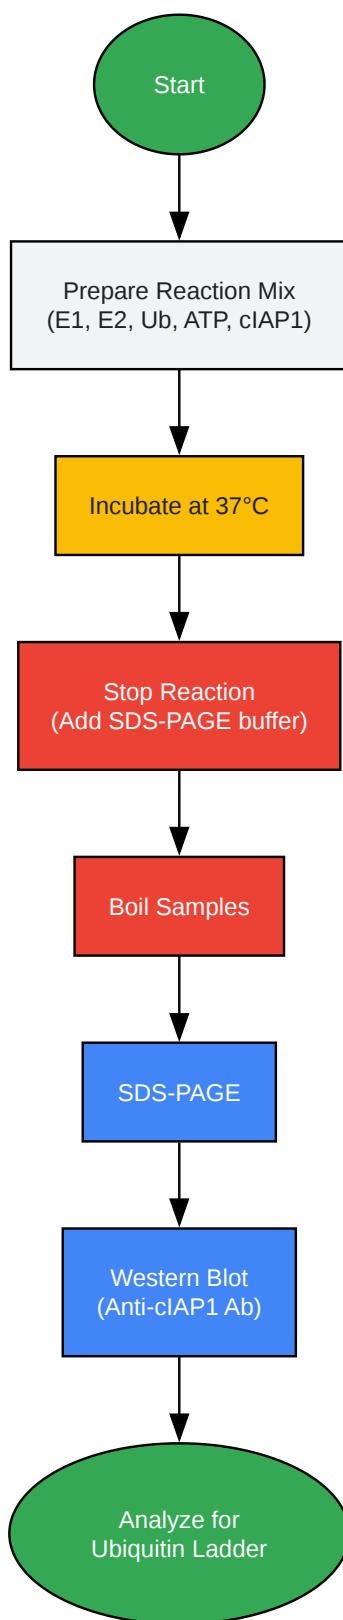 Start
Prepare Reaction Mix
(E1, E2, Ub, ATP, cIAP1)
Incubate at 37°C
Stop Reaction
(Add SDS-PAGE buffer)
Boil Samples
SDS-PAGE
Western Blot
(Anti-cIAP1 Ab)
Analyze for
Ubiquitin Ladder